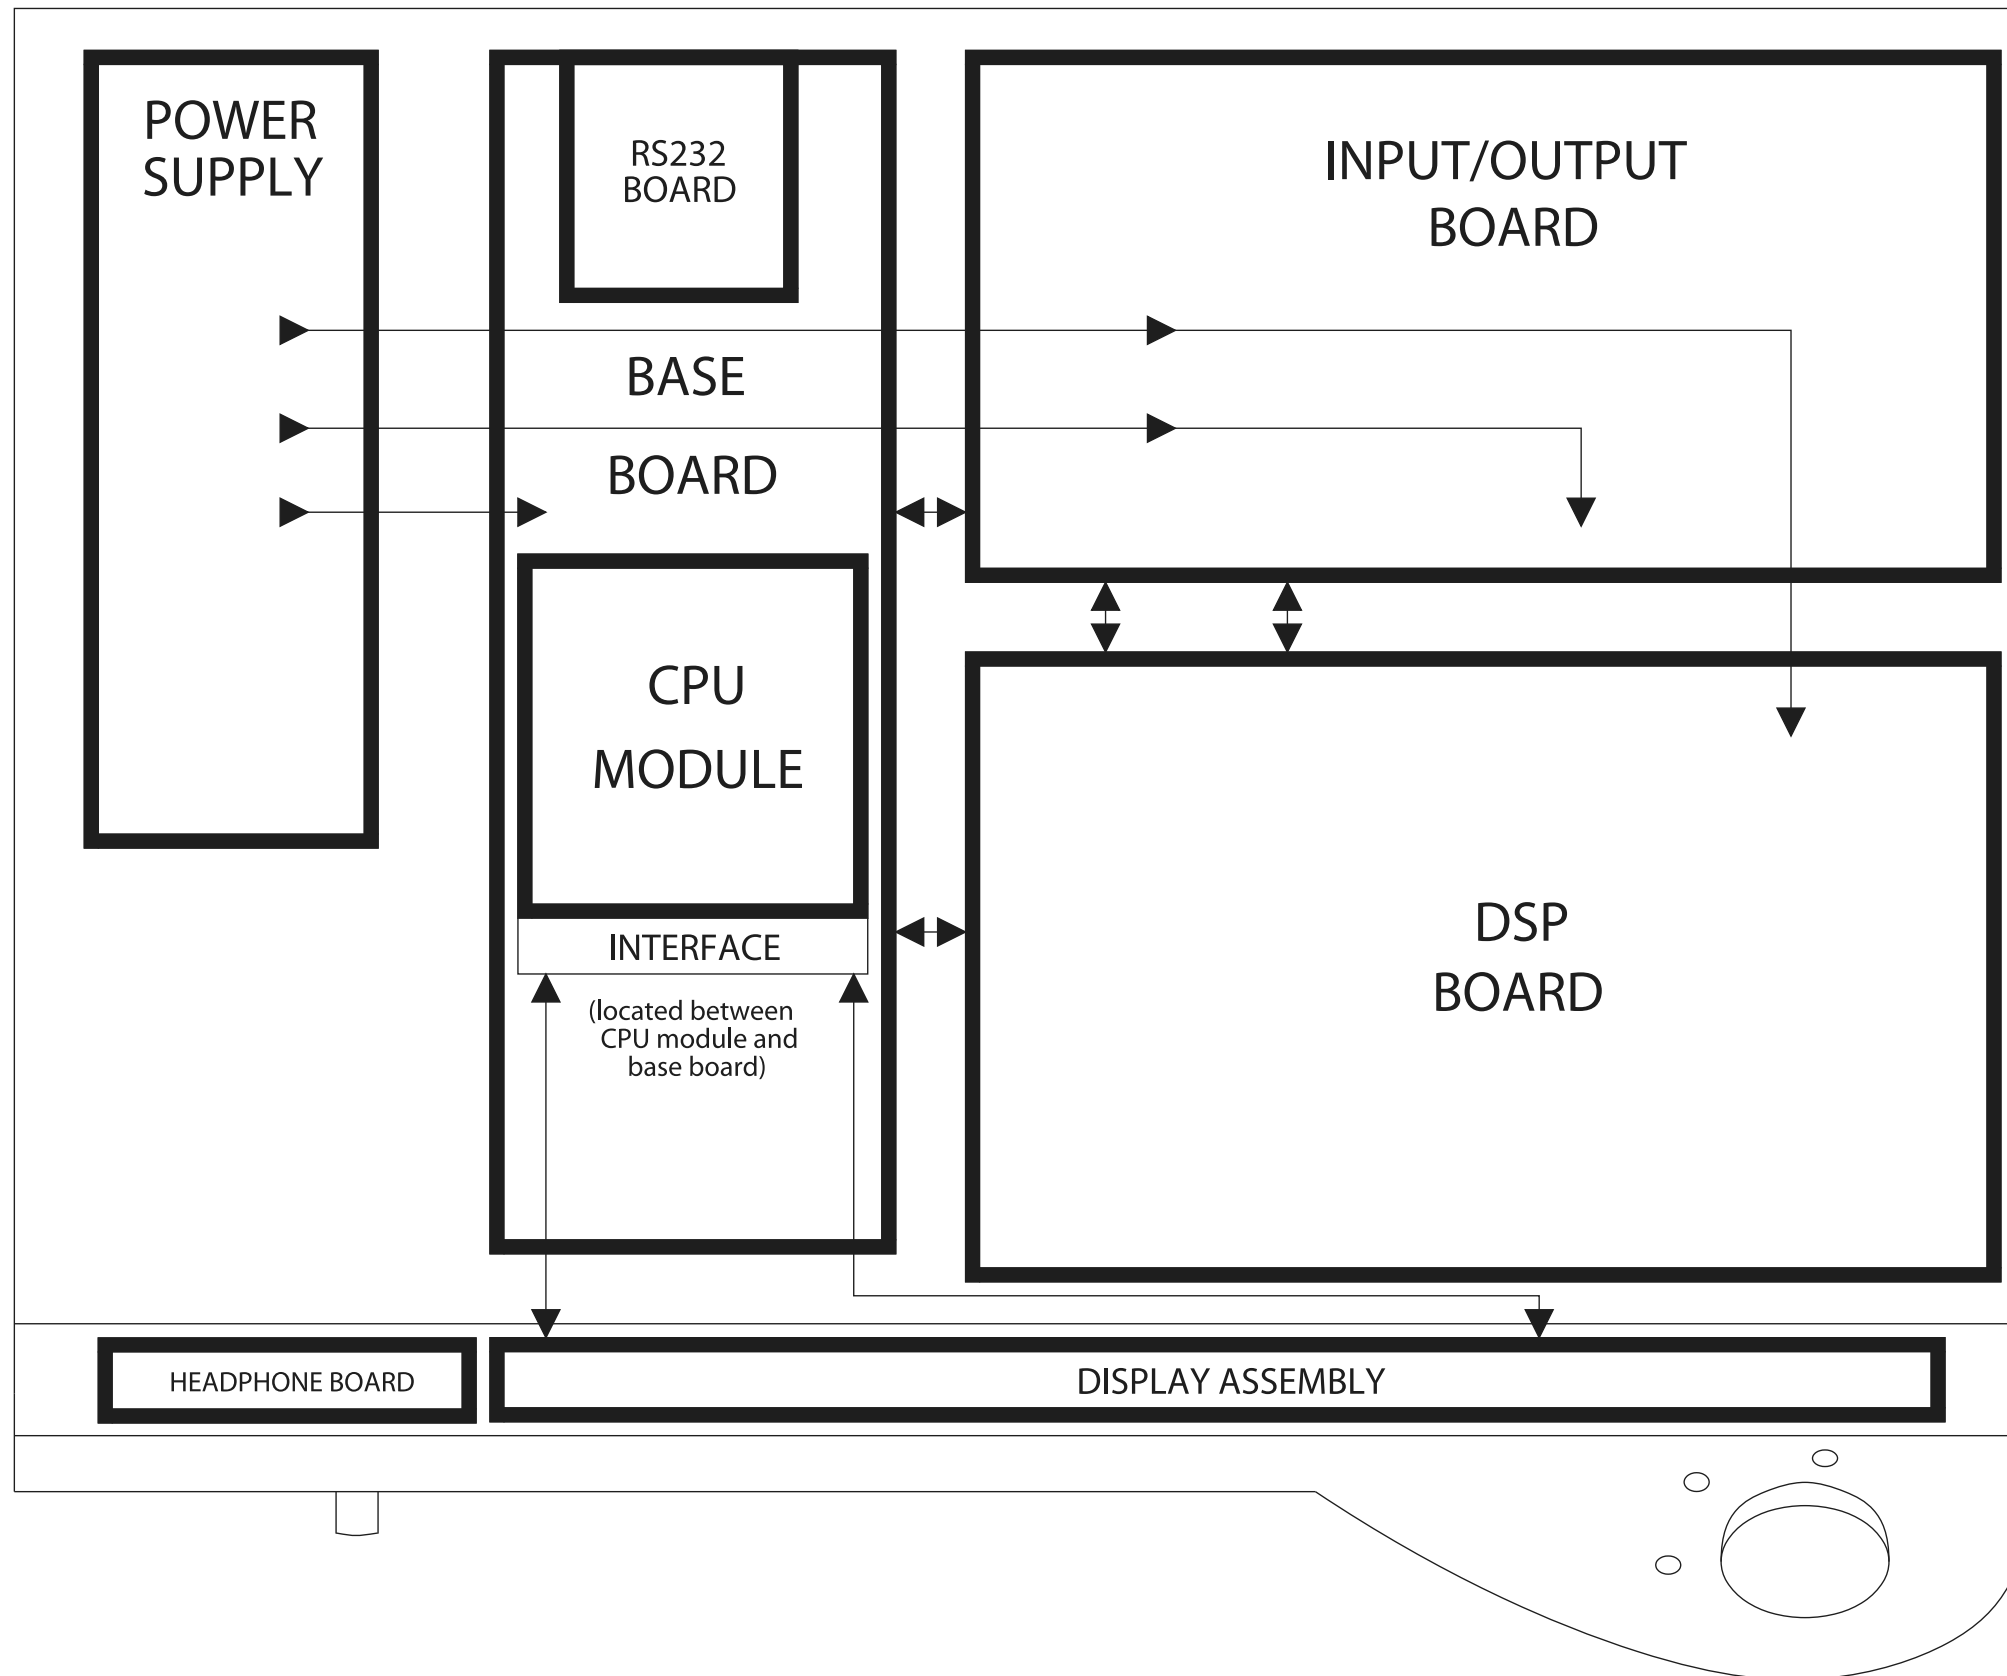 POWER
SUPPLY
RS232
BOARD
INPUT/OUTPUT
BOARD
BASE
BOARD
CPU
MODULE
INTERFACE
(located between
CPU module and
base board)
DSP
BOARD
HEADPHONE BOARD
DISPLAY ASSEMBLY